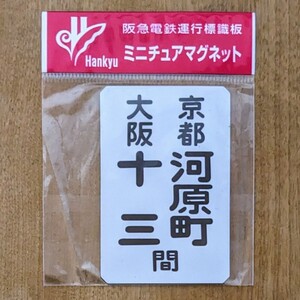 Hankyu
阪急電鉄運行標識板
ミニチュアマグネット
京都河原町
大阪十三
間